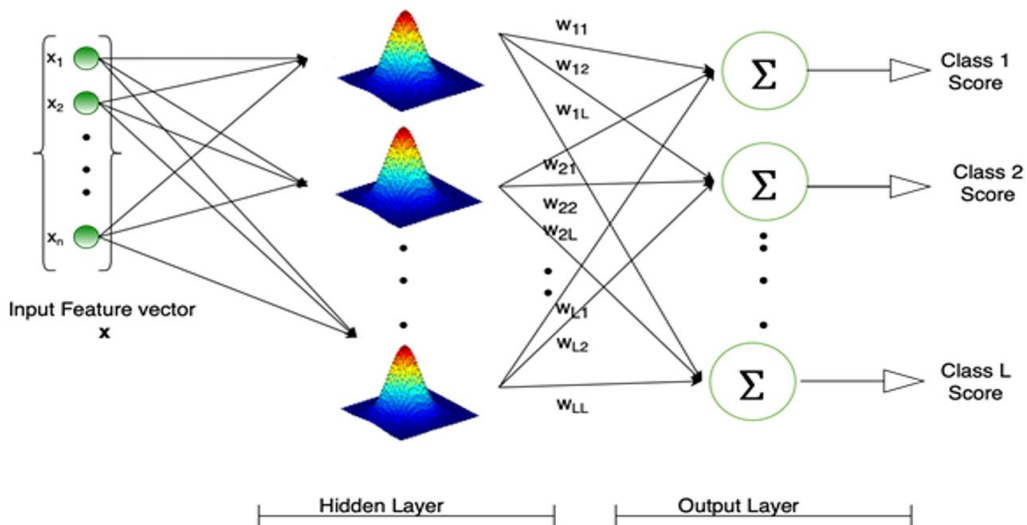 x₁
x₂
xₙ
Input Feature vector
x
w₁₁
w₁₂
w₁L
w₂₁
w₂₂
w₂L
wL₁
wL₂
wLL
Σ
Σ
Σ
Class 1
Score
Class 2
Score
Class L
Score
Hidden Layer
Output Layer